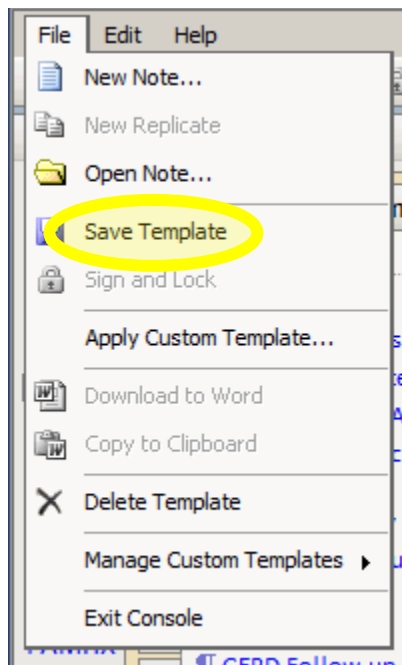 File Edit Help
New Note...
New Replicate
Open Note...
Save Template
Sign and Lock
Apply Custom Template...
Download to Word
Copy to Clipboard
Delete Template
Manage Custom Templates
Exit Console
¶ GERD Follow up